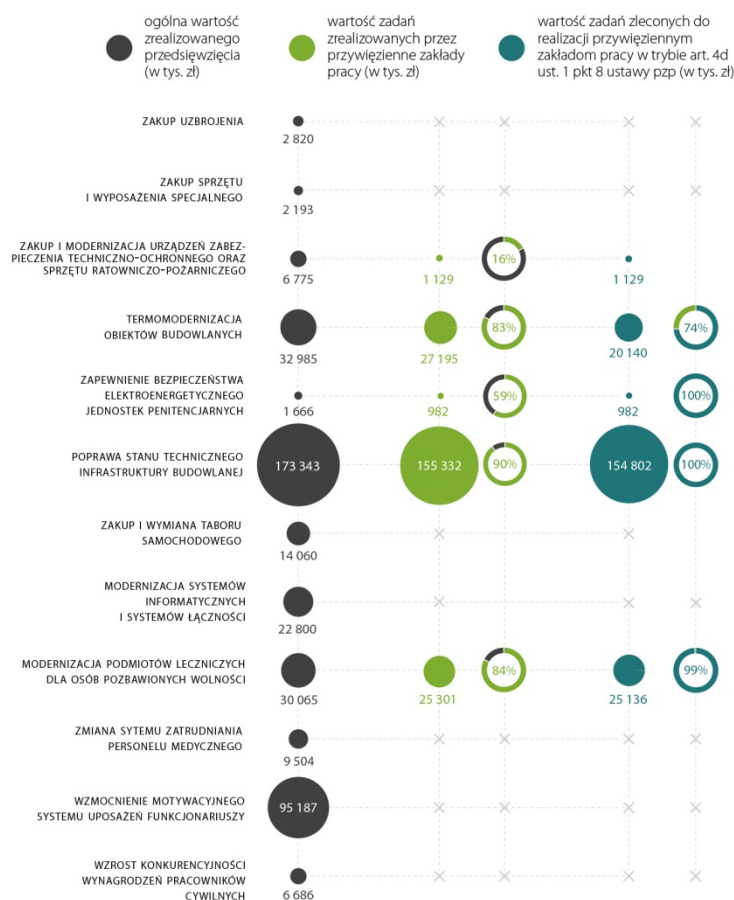 ogólna wartość
zrealizowanego
przedsięwzięcia
(w tys. zł)
wartość zadań
zrealizowanych przez
przywięzienne zakłady
pracy (w tys. zł)
wartość zadań zleconych do
realizacji przywięziennym
zakładom pracy w trybie art. 4d
ust. 1 pkt 8 ustawy pzp (w tys. zł)
ZAKUP UZBROJENIA
2 820
ZAKUP SPRZĘTU
I WYPOSAŻENIA SPECJALNEGO
2 193
ZAKUP I MODERNIZACJA URZĄDZEŃ ZABEZ-
PIECZENIA TECHNICZNO-OCHRONNEGO ORAZ
SPRZĘTU RATOWNICZO-POŻARNICZEGO
6 775
1 129
16%
1 129
TERMOMODERNIZACJA
OBIEKTÓW BUDOWLANYCH
32 985
27 195
83%
20 140
74%
ZAPEWNIENIE BEZPIECZEŃSTWA
ELEKTROENERGETYCZNEGO
JEDNOSTEK PENITENCJARNYCH
1 666
982
59%
982
100%
POPRAWA STANU TECHNICZNEGO
INFRASTRUKTURY BUDOWLANEJ
173 343
155 332
90%
154 802
100%
ZAKUP I WYMIANA TABORU
SAMOCHODOWEGO
14 060
MODERNIZACJA SYSTEMÓW
INFORMATYCZNYCH
I SYSTEMÓW ŁĄCZNOŚCI
22 800
MODERNIZACJA PODMIOTÓW LECZNICZYCH
DLA OSÓB POZBAWIONYCH WOLNOŚCI
30 065
25 301
84%
25 136
99%
ZMIANA SYTEMU ZATRUDNIANIA
PERSONELU MEDYCZNEGO
9 504
WZMOCNIENIE MOTYWACYJNEGO
SYSTEMU UPOSAŻEŃ FUNKCJONARIUSZY
95 187
WZROST KONKURENCYJNOŚCI
WYNAGRODZEŃ PRACOWNIKÓW
CYWILNYCH
6 686